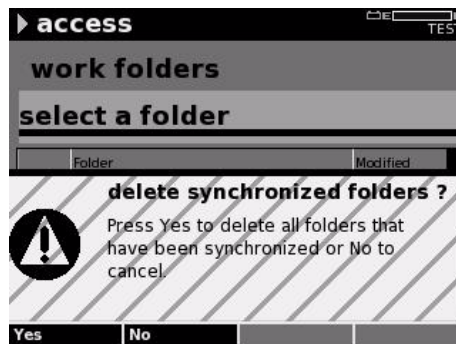 access
E
TEST
work folders
select a folder
Folder Modified
delete synchronized folders ?
Press Yes to delete all folders that
have been synchronized or No to
cancel.
Yes No